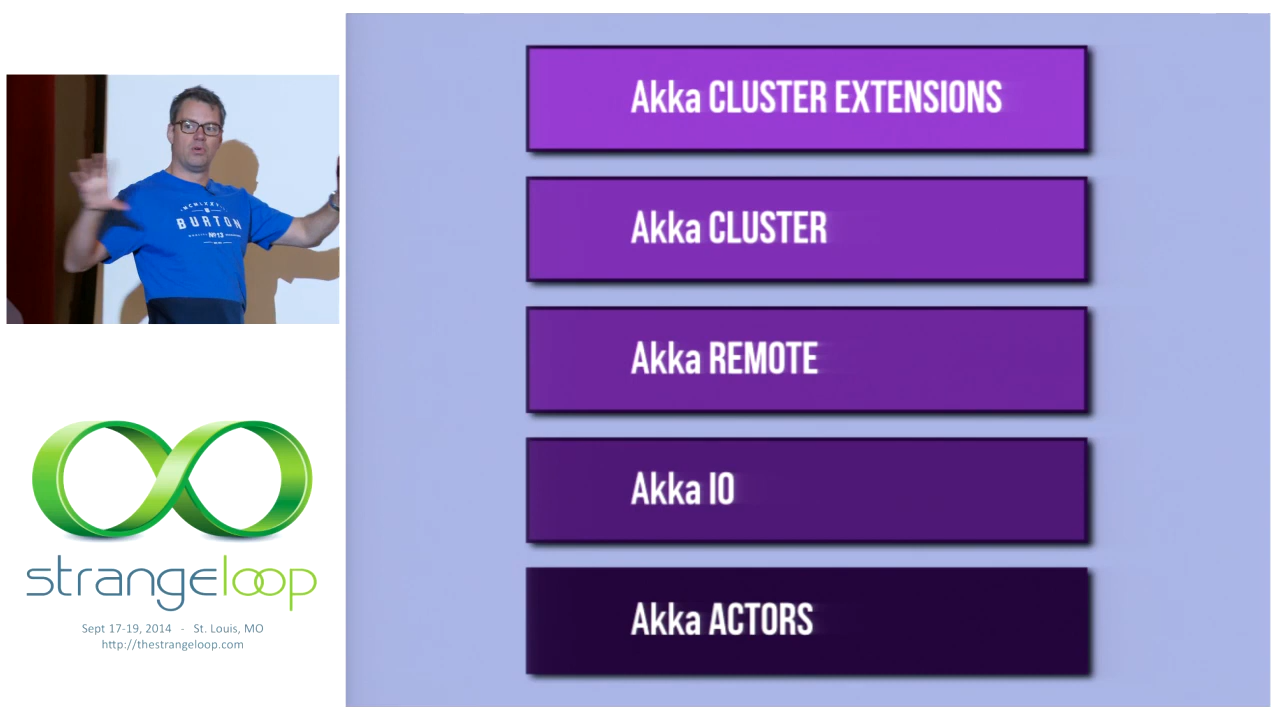 BURTON
Nº13
strangeloop
Sept 17-19, 2014 - St. Louis, MO
http://thestrangeloop.com
Akka CLUSTER EXTENSIONS
Akka CLUSTER
Akka REMOTE
Akka IO
Akka ACTORS